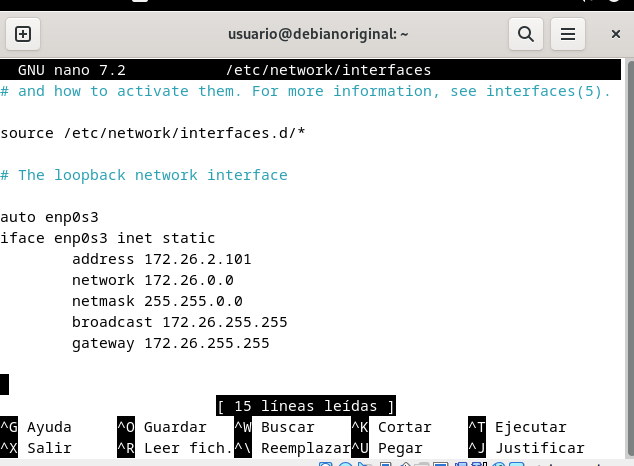 usuario@debianoriginal: ~
GNU nano 7.2 /etc/network/interfaces
# and how to activate them. For more information, see interfaces(5).
source /etc/network/interfaces.d/*
# The loopback network interface
auto enp0s3
iface enp0s3 inet static
address 172.26.2.101
network 172.26.0.0
netmask 255.255.0.0
broadcast 172.26.255.255
gateway 172.26.255.255
[ 15 líneas leídas ]
^G Ayuda ^O Guardar ^W Buscar ^K Cortar ^T Ejecutar
^X Salir ^R Leer fich. ^\ Reemplazar ^U Pegar ^J Justificar